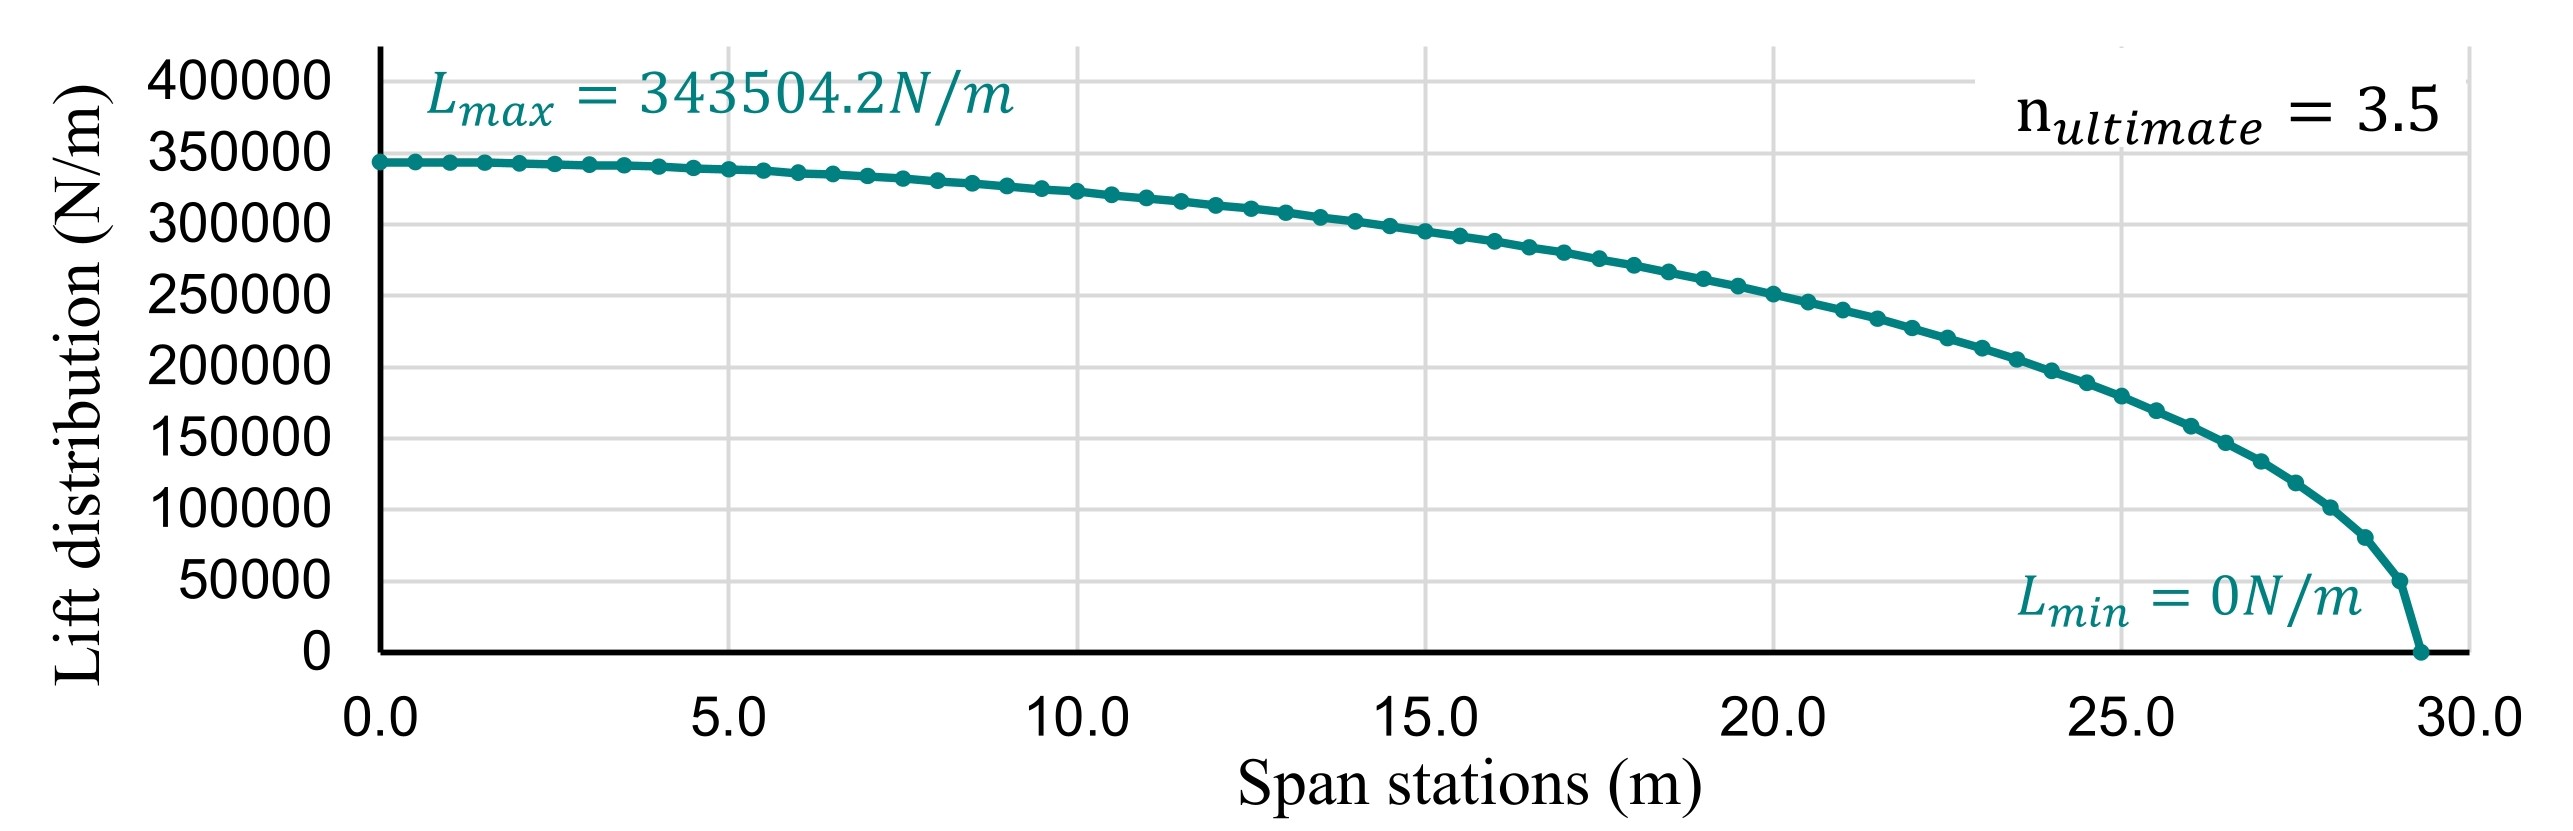 Lift distribution (N/m)
400000
350000
300000
250000
200000
150000
100000
50000
0
L_max = 343504.2N/m
n_ultimate = 3.5
L_min = 0N/m
0.0 5.0 10.0 15.0 20.0 25.0 30.0
Span stations (m)